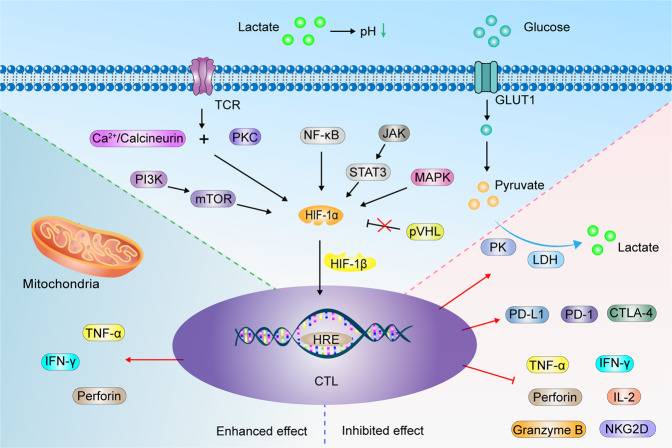 Lactate
pH
Glucose
TCR
GLUT1
Ca²⁺/Calcineurin
+
PKC
NF-κB
JAK
STAT3
PI3K
mTOR
MAPK
HIF-1α
pVHL
Pyruvate
PK
LDH
Lactate
HIF-1β
Mitochondria
HRE
CTL
PD-L1
PD-1
CTLA-4
TNF-α
IFN-γ
Perforin
TNF-α
IFN-γ
Perforin
IL-2
Granzyme B
NKG2D
Enhanced effect
Inhibited effect